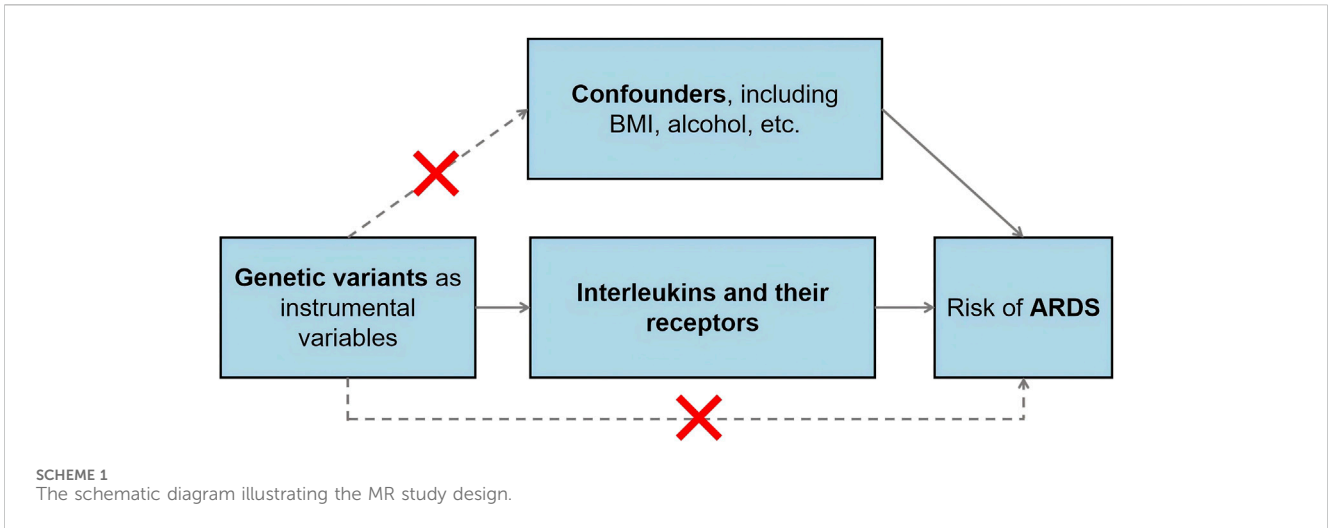 Confounders, including
BMI, alcohol, etc.
Genetic variants as
instrumental
variables
Interleukins and their
receptors
Risk of ARDS
SCHEME 1
The schematic diagram illustrating the MR study design.